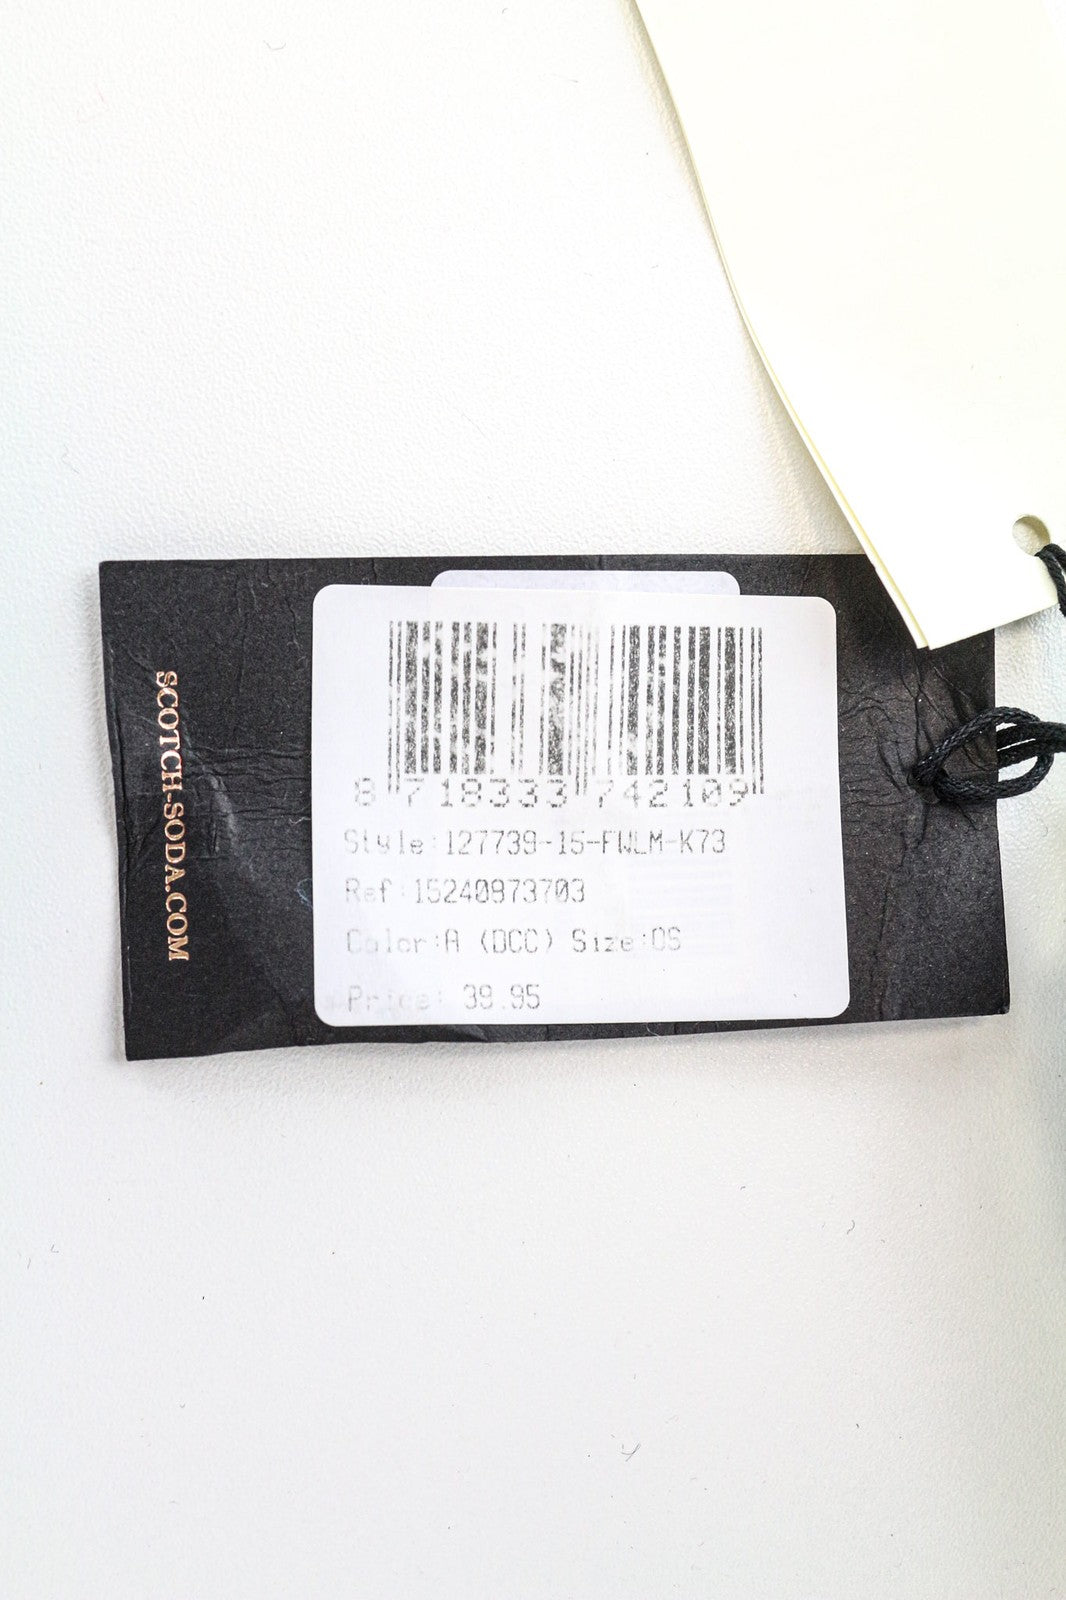 SCOTCH-SODA.COM
8 718333 742109
Style:127739-15-FWLM-K73
Ref:15240973703
Color:A (DCC) Size:OS
Price: 39.95